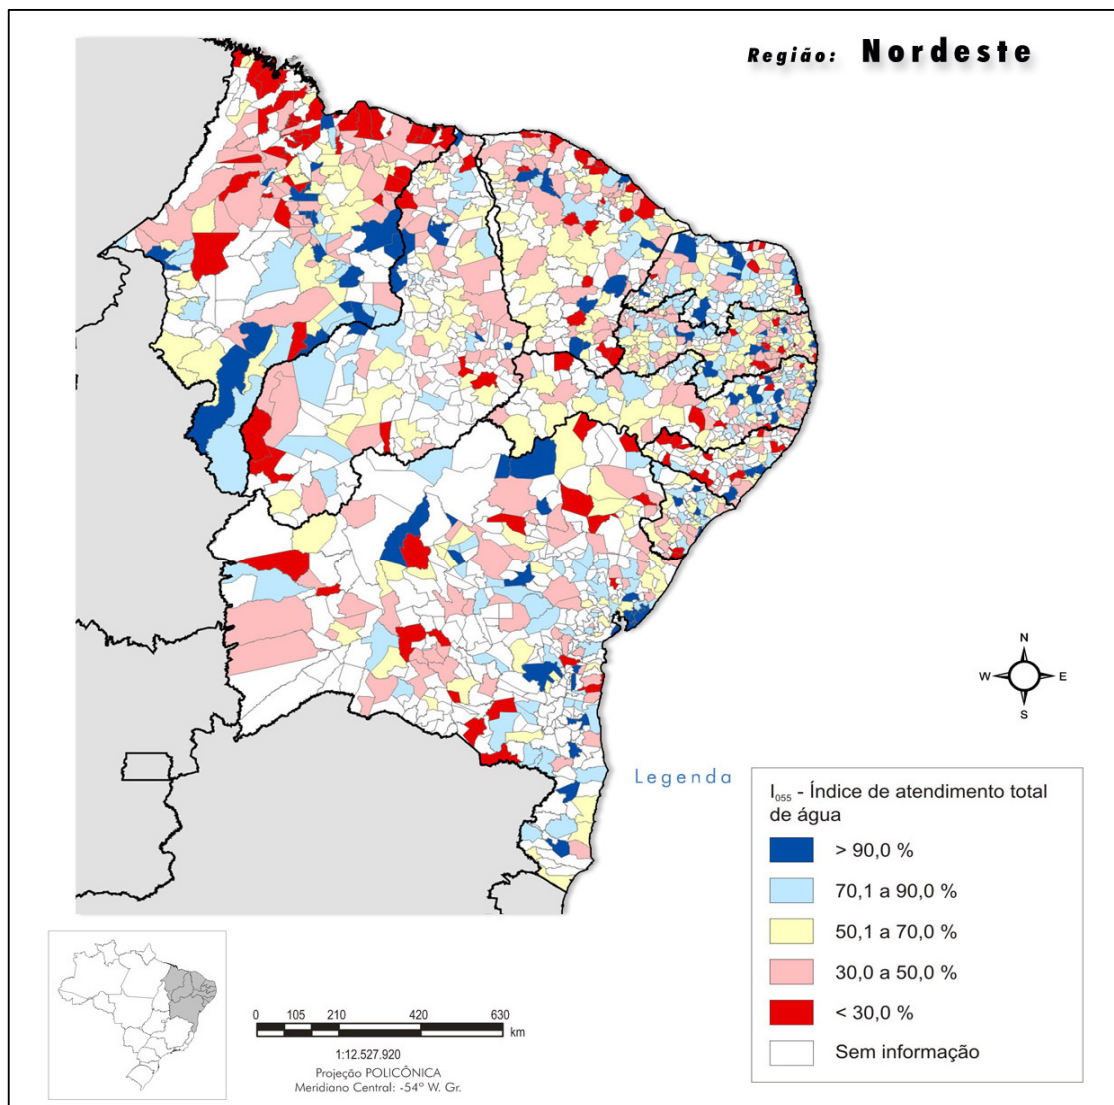 Região: Nordeste
N
W E
S
Legenda
I055 - Índice de atendimento total
de água
> 90,0 %
70,1 a 90,0 %
50,1 a 70,0 %
30,0 a 50,0 %
< 30,0 %
Sem informação
0 105 210 420 630
km
1:12.527.920
Projeção POLICÔNICA
Meridiano Central: -54º W. Gr.